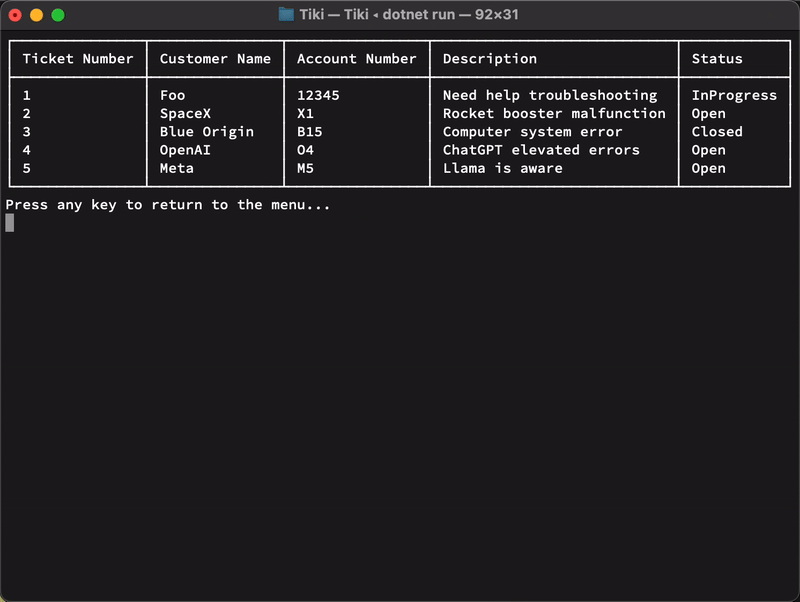 Tiki — Tiki ◂ dotnet run — 92×31
Ticket Number Customer Name Account Number Description Status
1 Foo 12345 Need help troubleshooting InProgress
2 SpaceX X1 Rocket booster malfunction Open
3 Blue Origin B15 Computer system error Closed
4 OpenAI O4 ChatGPT elevated errors Open
5 Meta M5 Llama is aware Open
Press any key to return to the menu...